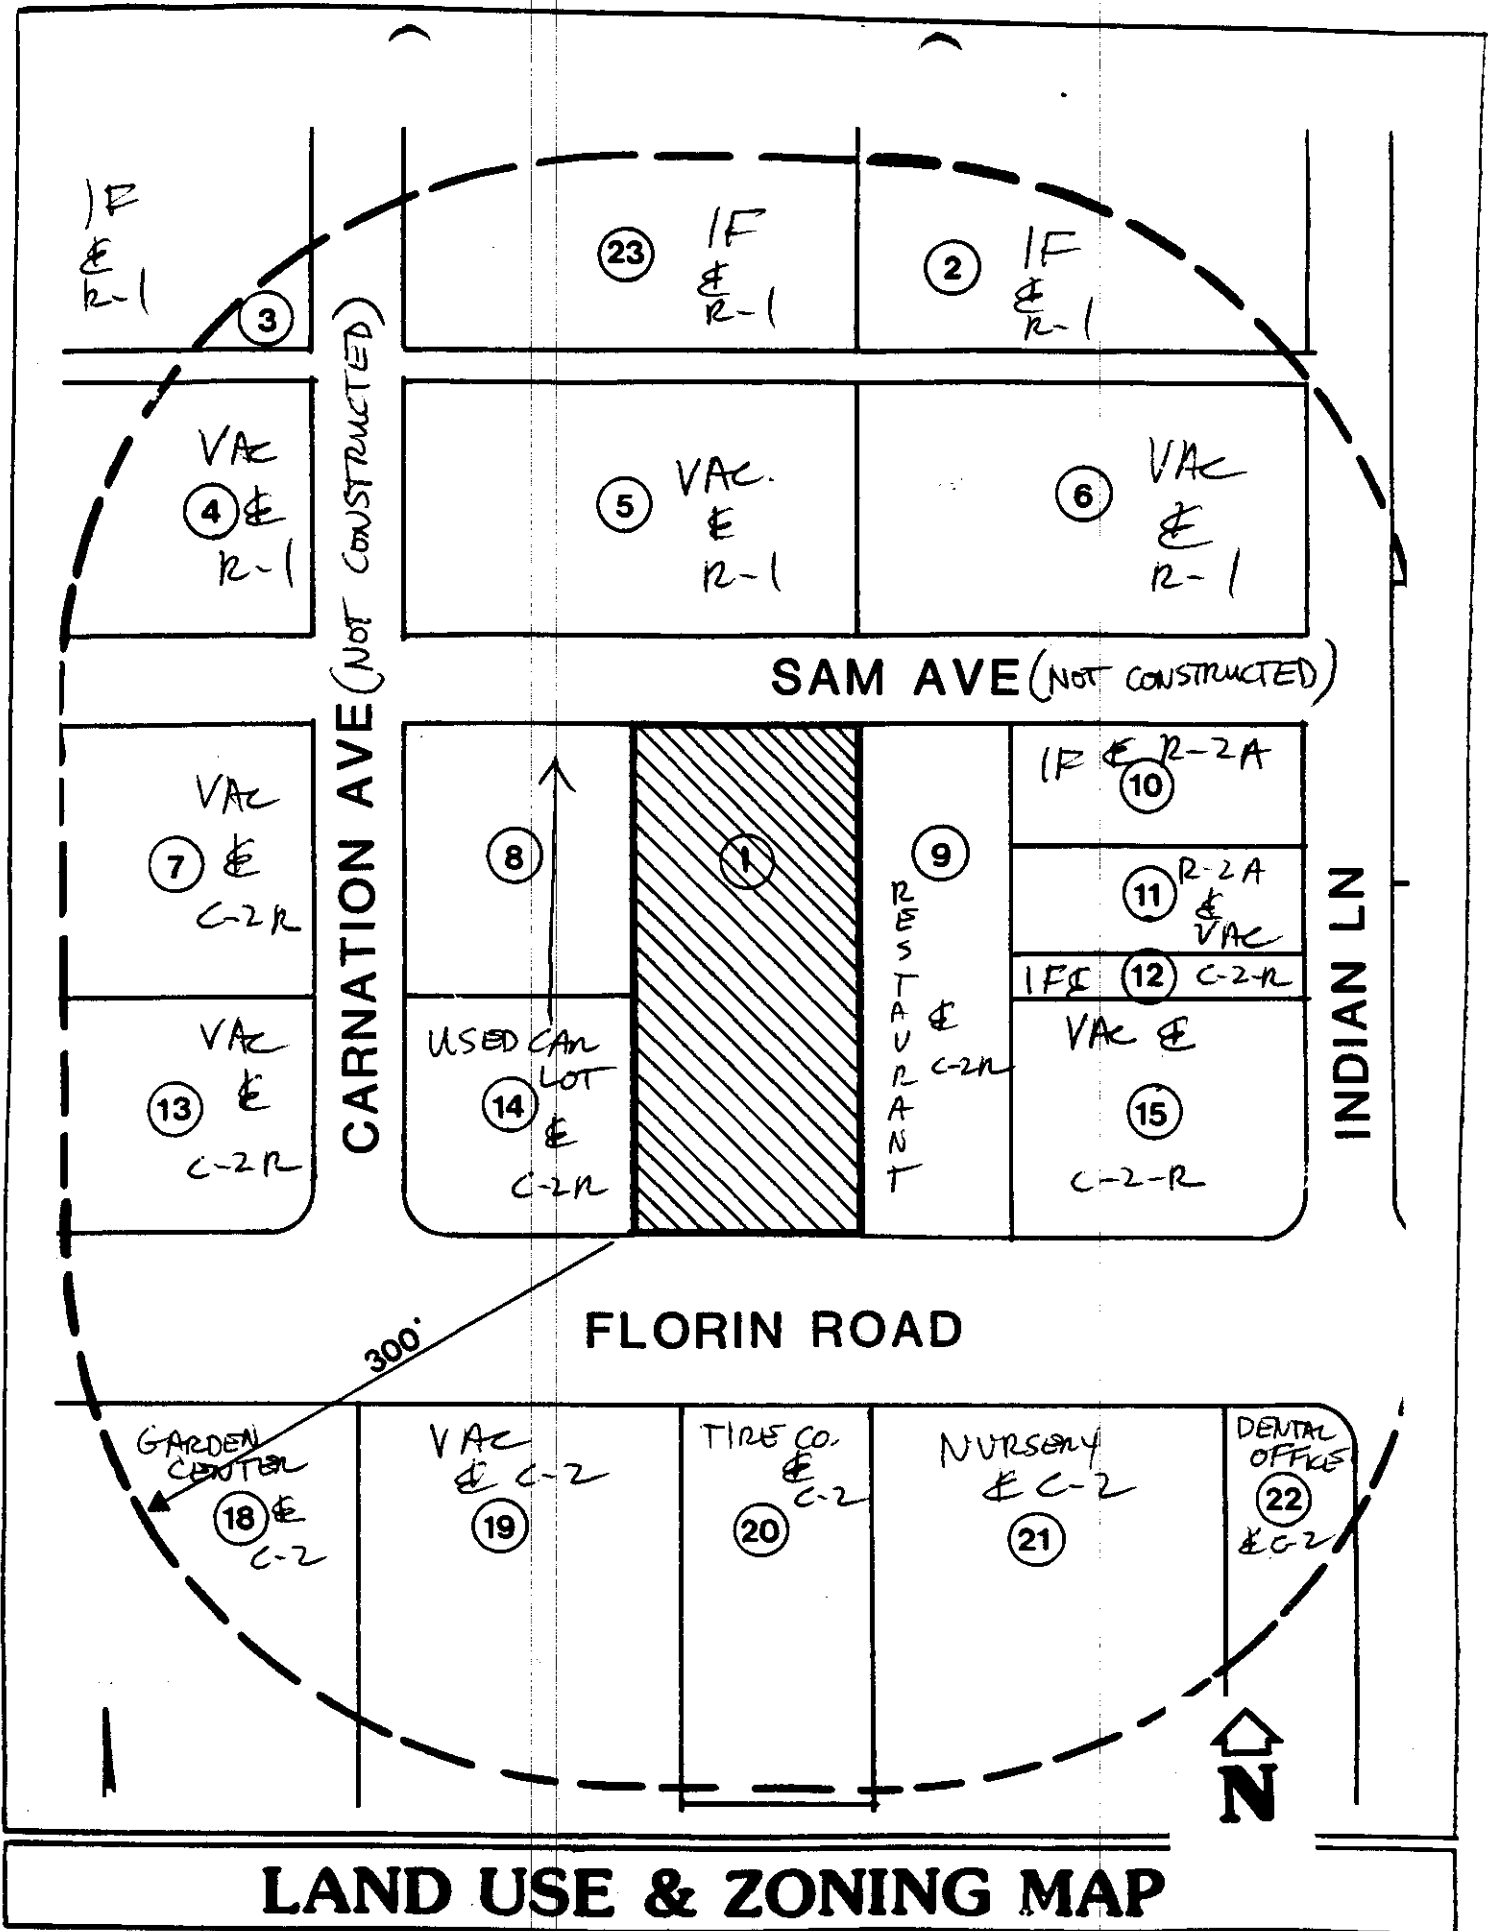 1F
&
R-1
3
23
1F
&
R-1
2
1F
&
R-1
VAC
4 &
R-1
5
VAC.
&
R-1
6
VAC
&
R-1
CARNATION AVE (NOT CONSTRUCTED)
SAM AVE (NOT CONSTRUCTED)
VAC
7 &
C-2R
8
1
9
RESTAURANT
&
C-2R
1F & R-2A
10
11 R-2A
&
VAC
1F & 12 C-2-R
VAC
&
13
C-2R
USED CAR
LOT
14
&
C-2R
VAC &
15
C-2-R
INDIAN LN
FLORIN ROAD
300'
GARDEN
CENTER
18 &
C-2
VAC
& C-2
19
TIRE CO.
&
C-2
20
NURSERY
& C-2
21
DENTAL
OFFICE
22
& C-2
N
LAND USE & ZONING MAP